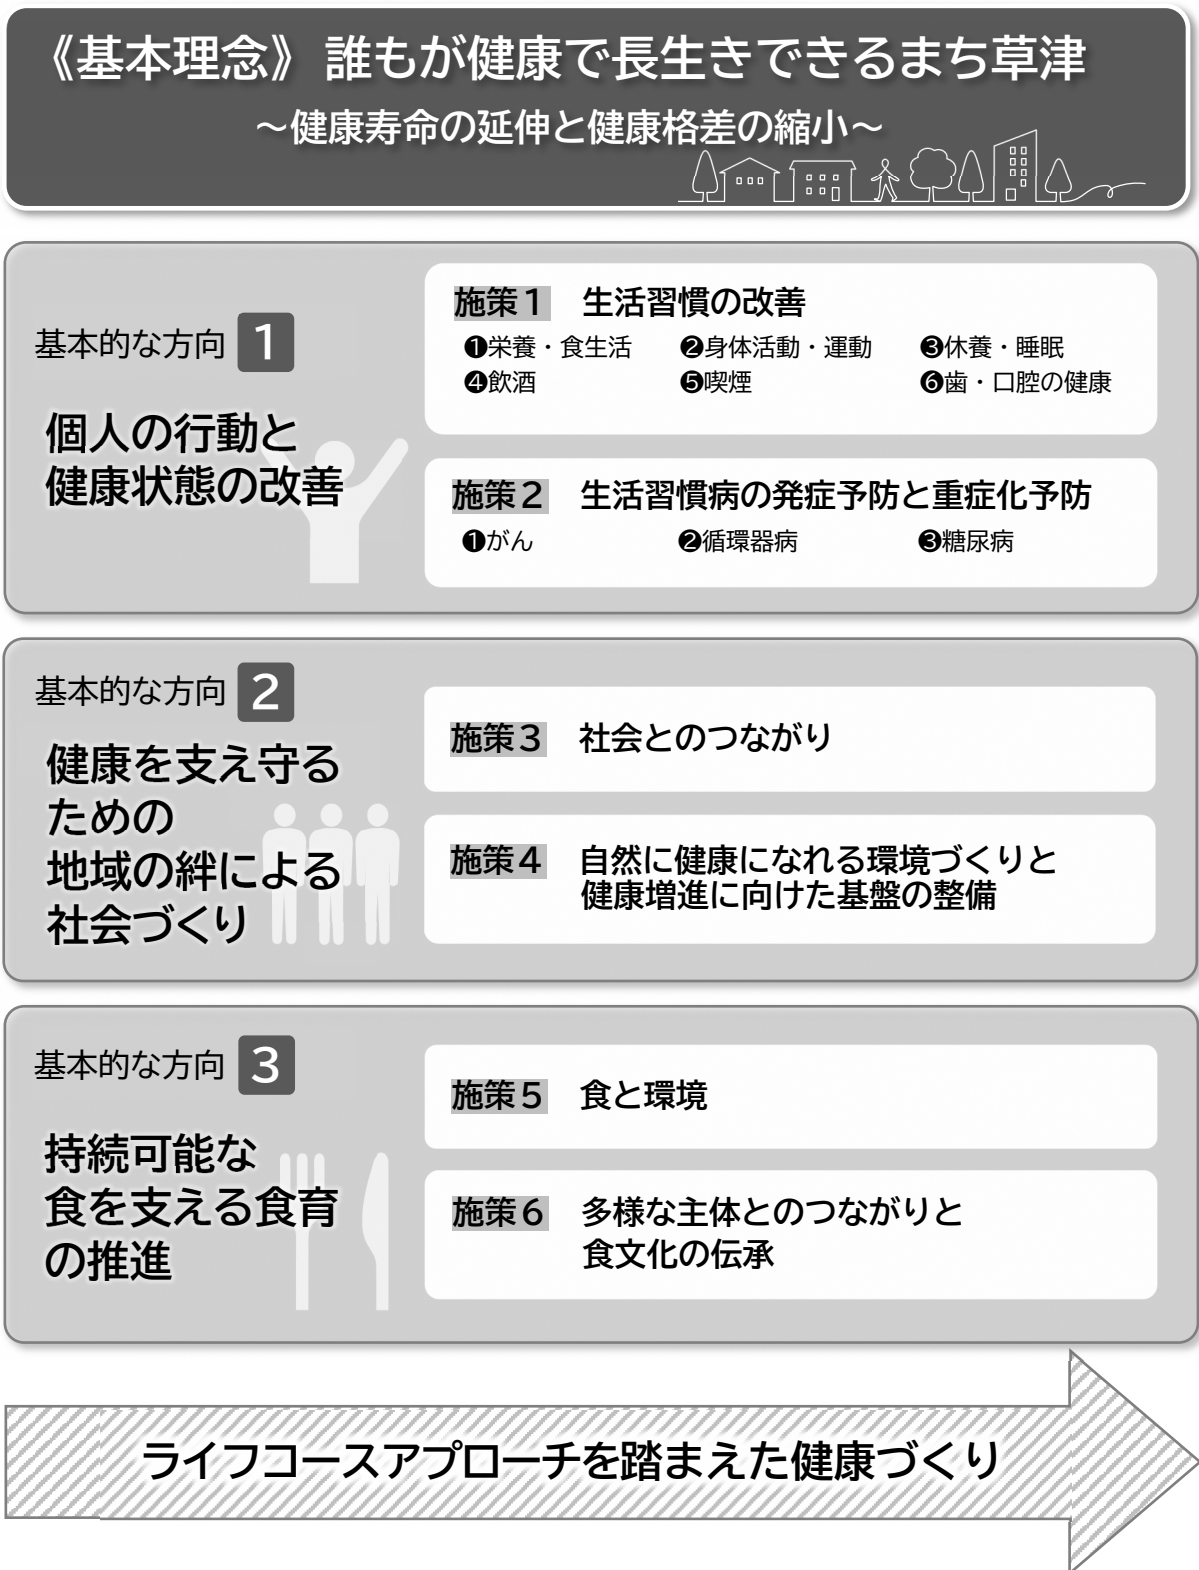 《基本理念》 誰もが健康で長生きできるまち草津
～健康寿命の延伸と健康格差の縮小～
基本的な方向 1
個人の行動と
健康状態の改善
施策1 生活習慣の改善
❶栄養・食生活 ❷身体活動・運動 ❸休養・睡眠
❹飲酒 ❺喫煙 ❻歯・口腔の健康
施策2 生活習慣病の発症予防と重症化予防
❶がん ❷循環器病 ❸糖尿病
基本的な方向 2
健康を支え守る
ための
地域の絆による
社会づくり
施策3 社会とのつながり
施策4 自然に健康になれる環境づくりと
健康増進に向けた基盤の整備
基本的な方向 3
持続可能な
食を支える食育
の推進
施策5 食と環境
施策6 多様な主体とのつながりと
食文化の伝承
ライフコースアプローチを踏まえた健康づくり